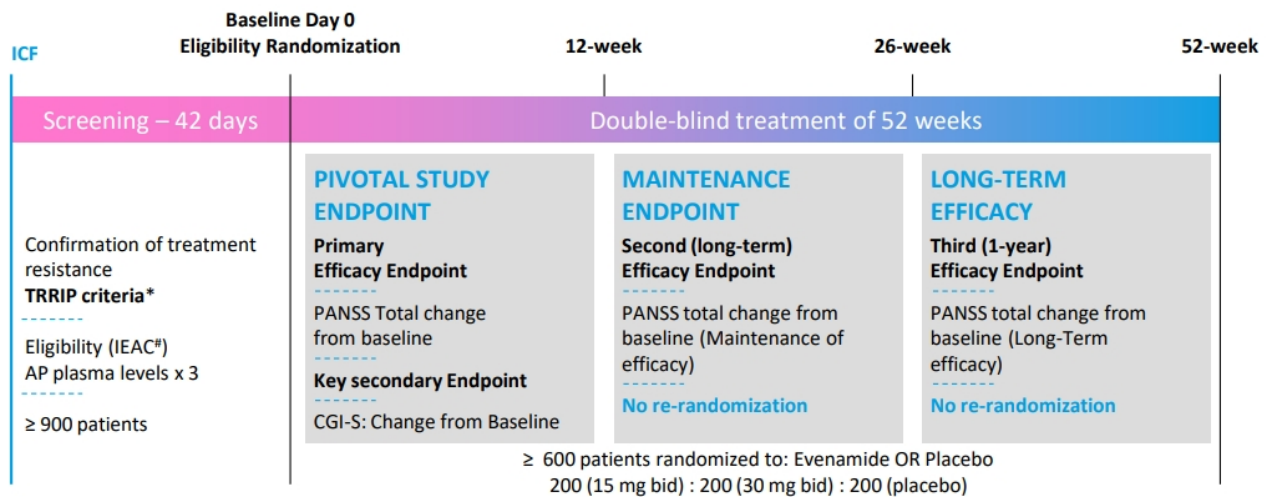 Baseline Day 0
Eligibility Randomization
ICF
12-week
26-week
52-week
Screening – 42 days
Double-blind treatment of 52 weeks
Confirmation of treatment
resistance
TRRIP criteria*
Eligibility (IEAC#)
AP plasma levels x 3
≥ 900 patients
PIVOTAL STUDY
ENDPOINT
Primary
Efficacy Endpoint
PANSS Total change
from baseline
Key secondary Endpoint
CGI-S: Change from Baseline
MAINTENANCE
ENDPOINT
Second (long-term)
Efficacy Endpoint
PANSS total change from
baseline (Maintenance of
efficacy)
No re-randomization
LONG-TERM
EFFICACY
Third (1-year)
Efficacy Endpoint
PANSS total change from
baseline (Long-Term
efficacy)
No re-randomization
≥ 600 patients randomized to: Evenamide OR Placebo
200 (15 mg bid) : 200 (30 mg bid) : 200 (placebo)